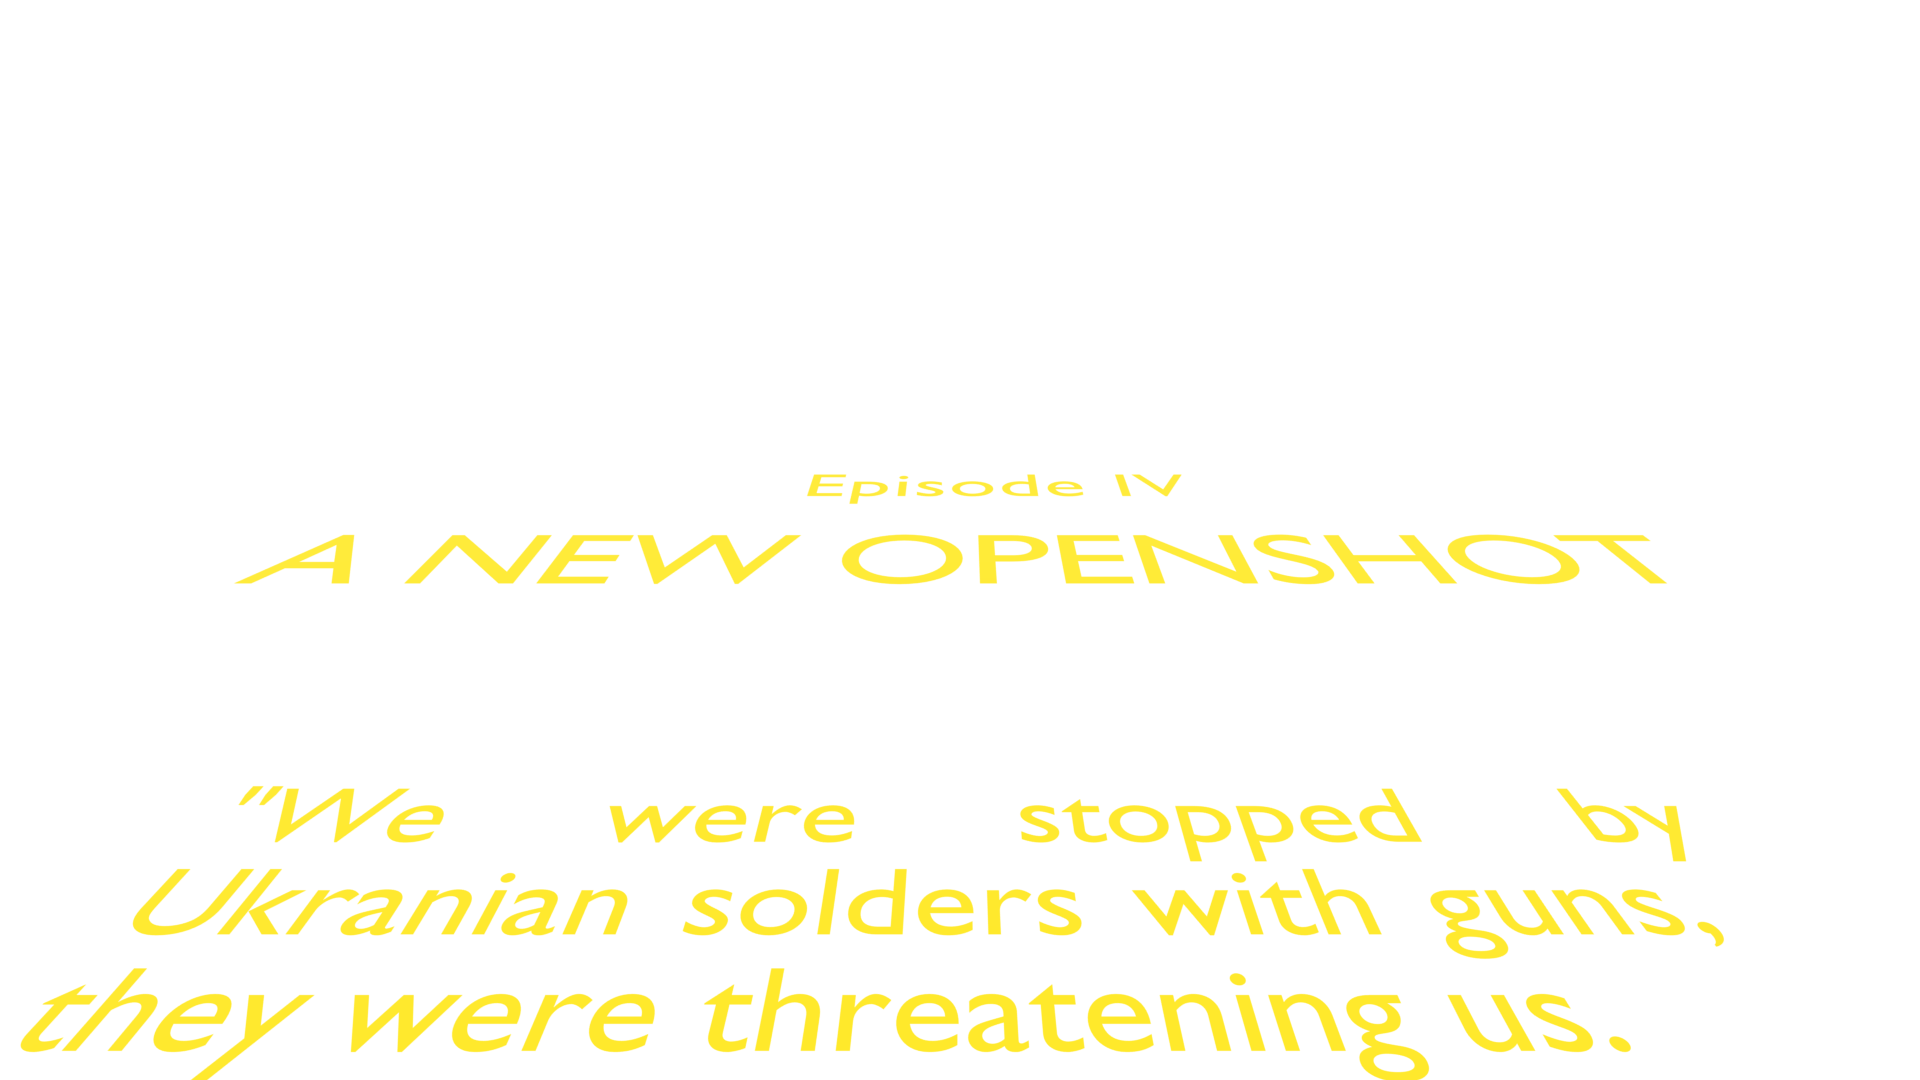 Episode IV
A NEW OPENSHOT
"We were stopped by
Ukranian solders with guns,
they were threatening us.